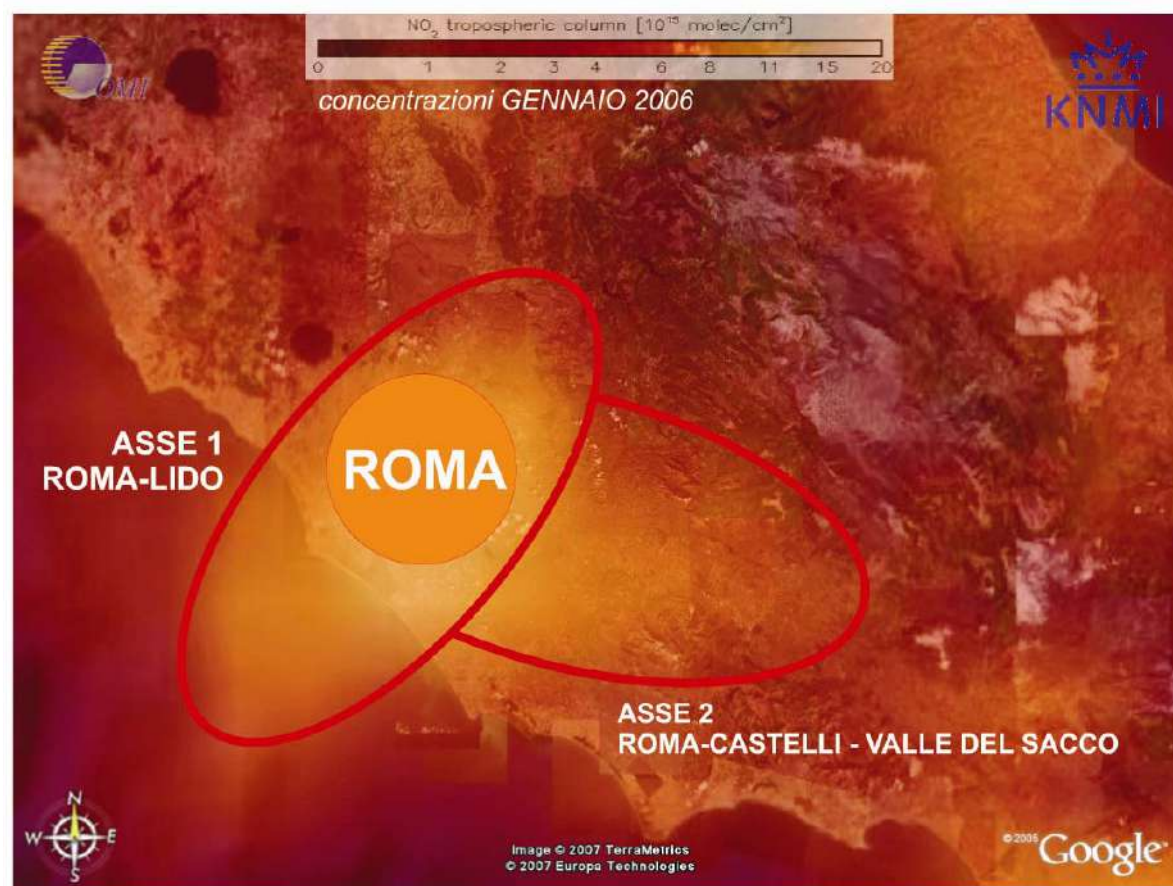 NO₂ tropospheric column [10¹⁵ molec/cm²]
0 1 2 3 4 6 8 11 15 20
concentrazioni GENNAIO 2006
OMI
KNMI
ASSE 1
ROMA-LIDO
ROMA
ASSE 2
ROMA-CASTELLI - VALLE DEL SACCO
N
W E
S
Image © 2007 TerraMetrics
© 2007 Europa Technologies
© 2005 Google